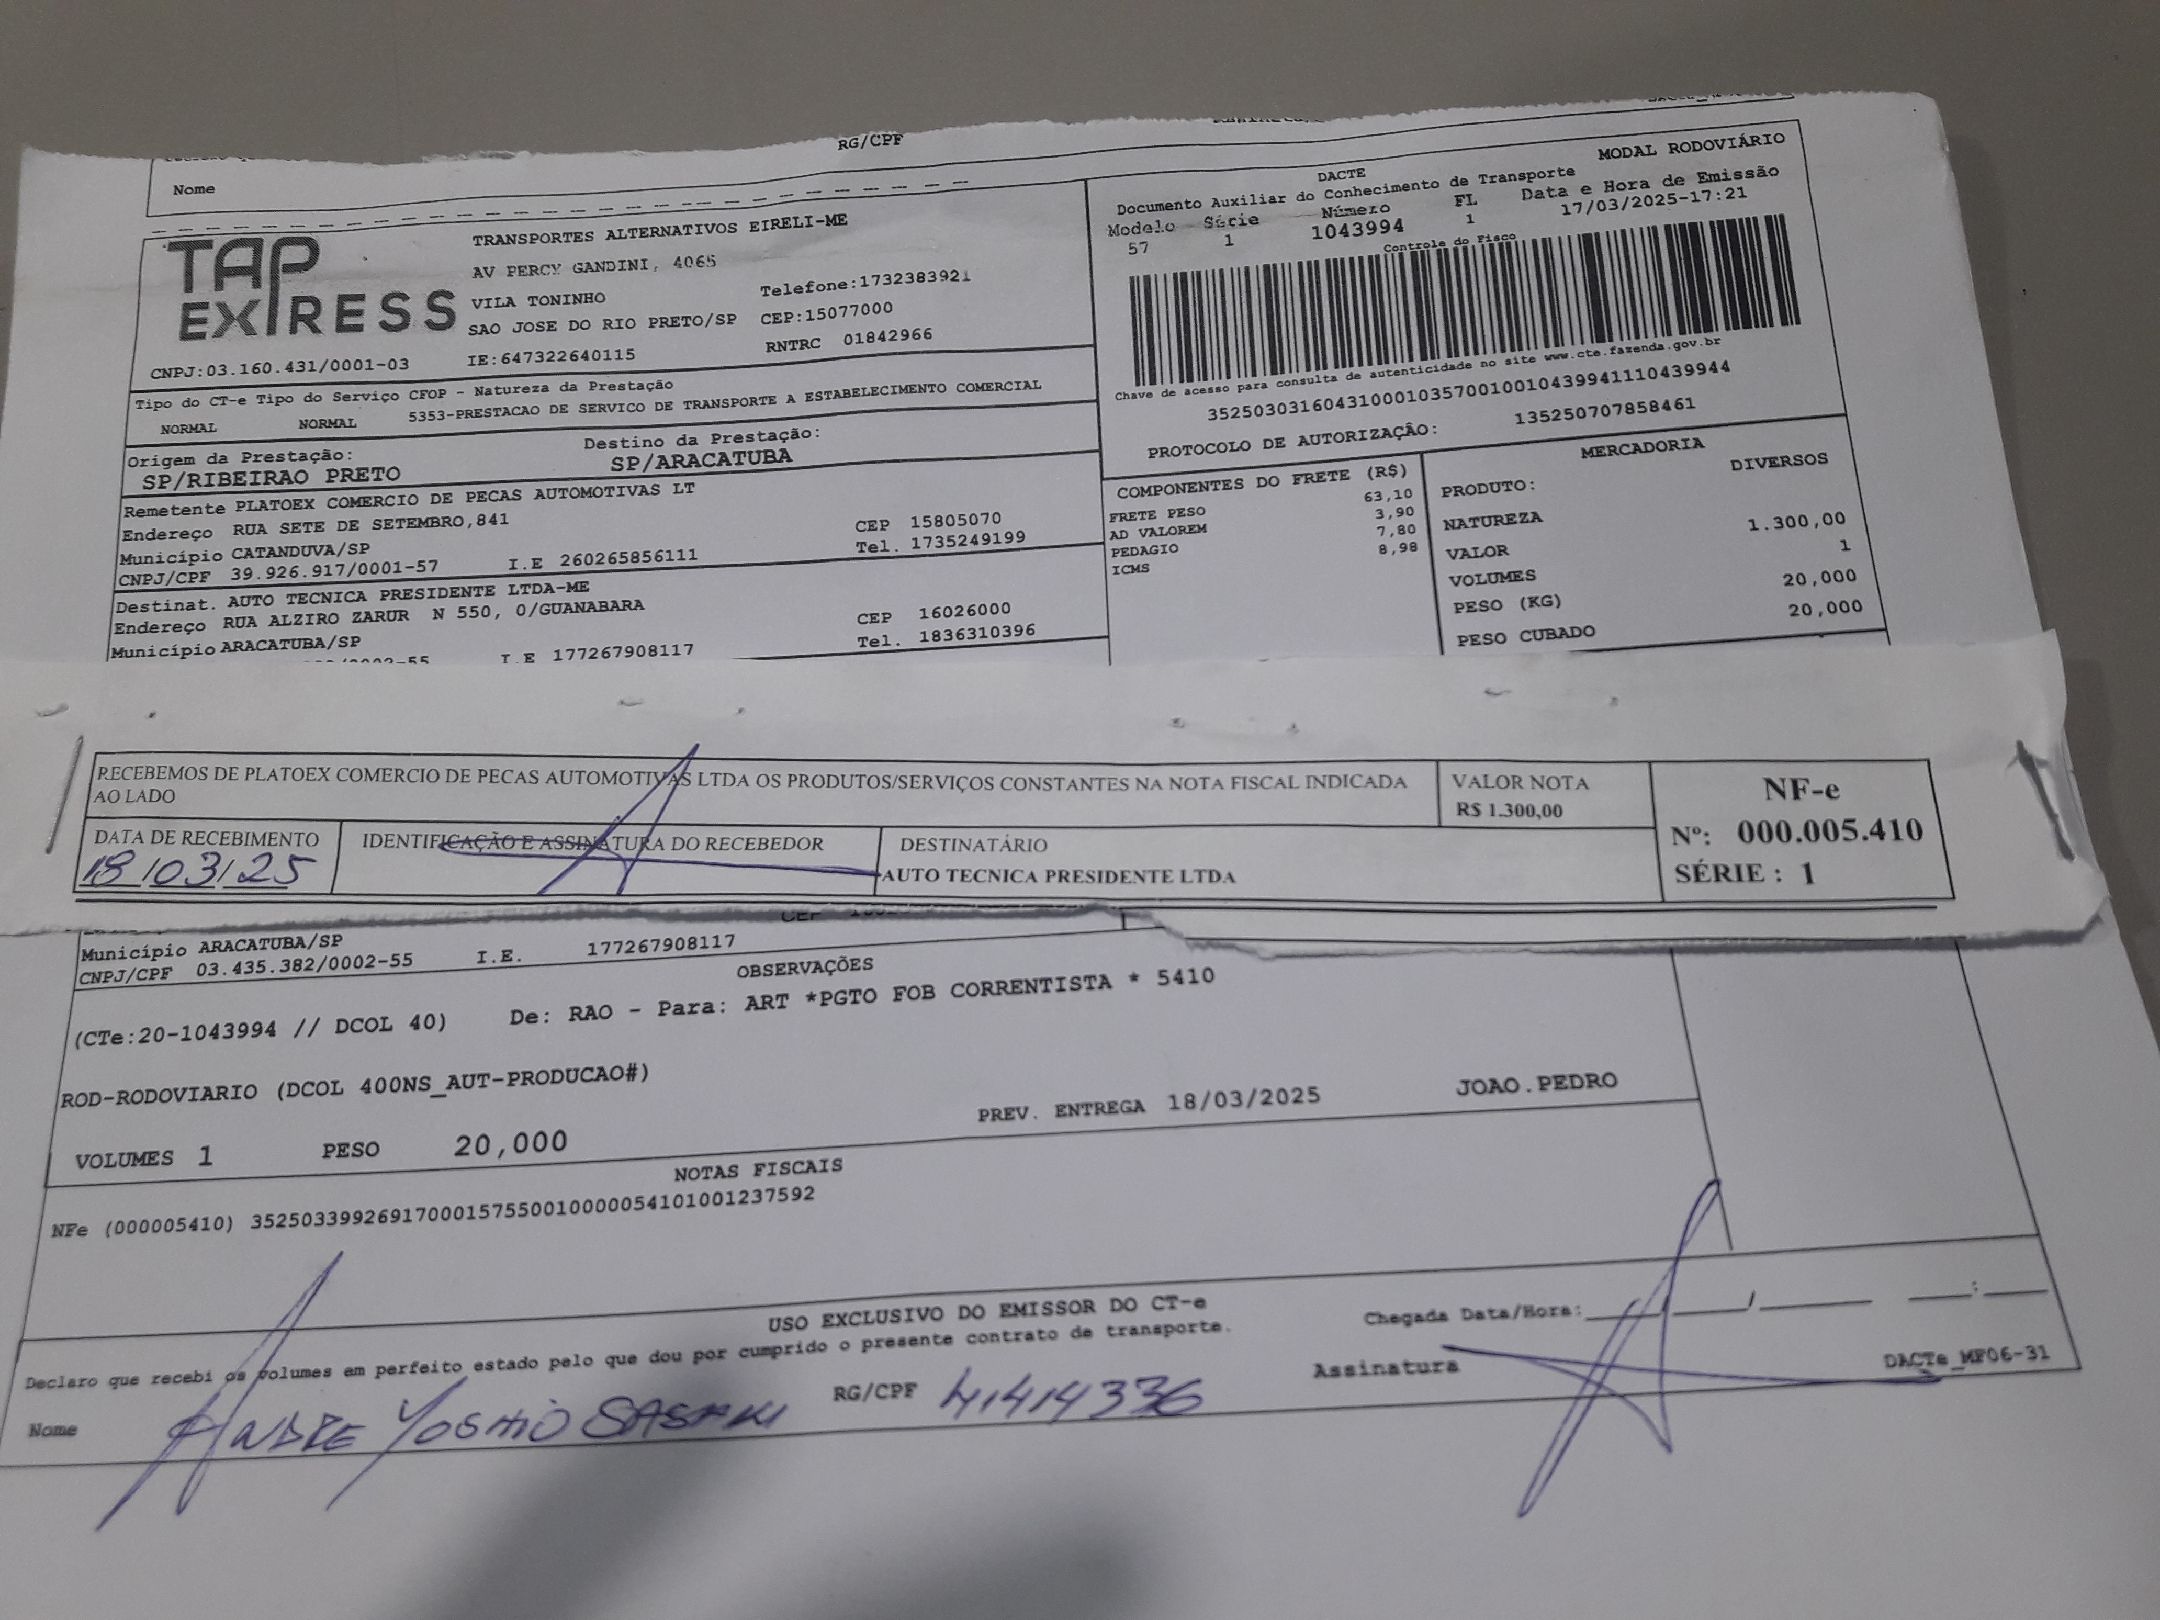 RG/CPF
Nome
TAP EXPRESS
TRANSPORTES ALTERNATIVOS EIRELI-ME
AV PERCY GANDINI, 4065
VILA TONINHO Telefone:1732383921
SAO JOSE DO RIO PRETO/SP CEP:15077000
CNPJ:03.160.431/0001-03 IE:647322640115 RNTRC 01842966
DACTE MODAL RODOVIÁRIO
Documento Auxiliar do Conhecimento de Transporte
Modelo Série Número FL Data e Hora de Emissão
57 1 1043994 1 17/03/2025-17:21
Controle do Fisco
Chave de acesso para consulta de autenticidade no site www.cte.fazenda.gov.br
35250303160431000103570010010439941110439944
PROTOCOLO DE AUTORIZAÇÃO: 135250707858461
Tipo do CT-e Tipo do Serviço CFOP - Natureza da Prestação
NORMAL NORMAL 5353-PRESTACAO DE SERVICO DE TRANSPORTE A ESTABELECIMENTO COMERCIAL
Origem da Prestação: Destino da Prestação:
SP/RIBEIRAO PRETO SP/ARACATUBA
Remetente PLATOEX COMERCIO DE PECAS AUTOMOTIVAS LT
Endereço RUA SETE DE SETEMBRO,841 CEP 15805070
Município CATANDUVA/SP Tel. 1735249199
CNPJ/CPF 39.926.917/0001-57 I.E 260265856111
Destinat. AUTO TECNICA PRESIDENTE LTDA-ME
Endereço RUA ALZIRO ZARUR N 550, 0/GUANABARA CEP 16026000
Município ARACATUBA/SP Tel. 1836310396
I.E 177267908117
COMPONENTES DO FRETE (R$)
FRETE PESO 63,10
AD VALOREM 3,90
PEDAGIO 7,80
ICMS 8,98
MERCADORIA
PRODUTO: DIVERSOS
NATUREZA
VALOR 1.300,00
VOLUMES 1
PESO (KG) 20,000
PESO CUBADO 20,000
RECEBEMOS DE PLATOEX COMERCIO DE PECAS AUTOMOTIVAS LTDA OS PRODUTOS/SERVIÇOS CONSTANTES NA NOTA FISCAL INDICADA
AO LADO
VALOR NOTA
R$ 1.300,00
NF-e
Nº: 000.005.410
SÉRIE : 1
DATA DE RECEBIMENTO IDENTIFICAÇÃO E ASSINATURA DO RECEBEDOR DESTINATÁRIO
18/03/25 AUTO TECNICA PRESIDENTE LTDA
Município ARACATUBA/SP
CNPJ/CPF 03.435.382/0002-55 I.E. 177267908117
OBSERVAÇÕES
(CTe:20-1043994 // DCOL 40) De: RAO - Para: ART *PGTO FOB CORRENTISTA * 5410
ROD-RODOVIARIO (DCOL 400NS_AUT-PRODUCAO#)
PREV. ENTREGA 18/03/2025 JOAO.PEDRO
VOLUMES 1 PESO 20,000
NOTAS FISCAIS
NFe (000005410) 35250339926917000157550010000054101001237592
USO EXCLUSIVO DO EMISSOR DO CT-e
Declaro que recebi os volumes em perfeito estado pelo que dou por cumprido o presente contrato de transporte.
Chegada Data/Hora: / / :
Nome ANDRE YOSHIO SASAKI RG/CPF 41414336 Assinatura
DACTe_MF06-31